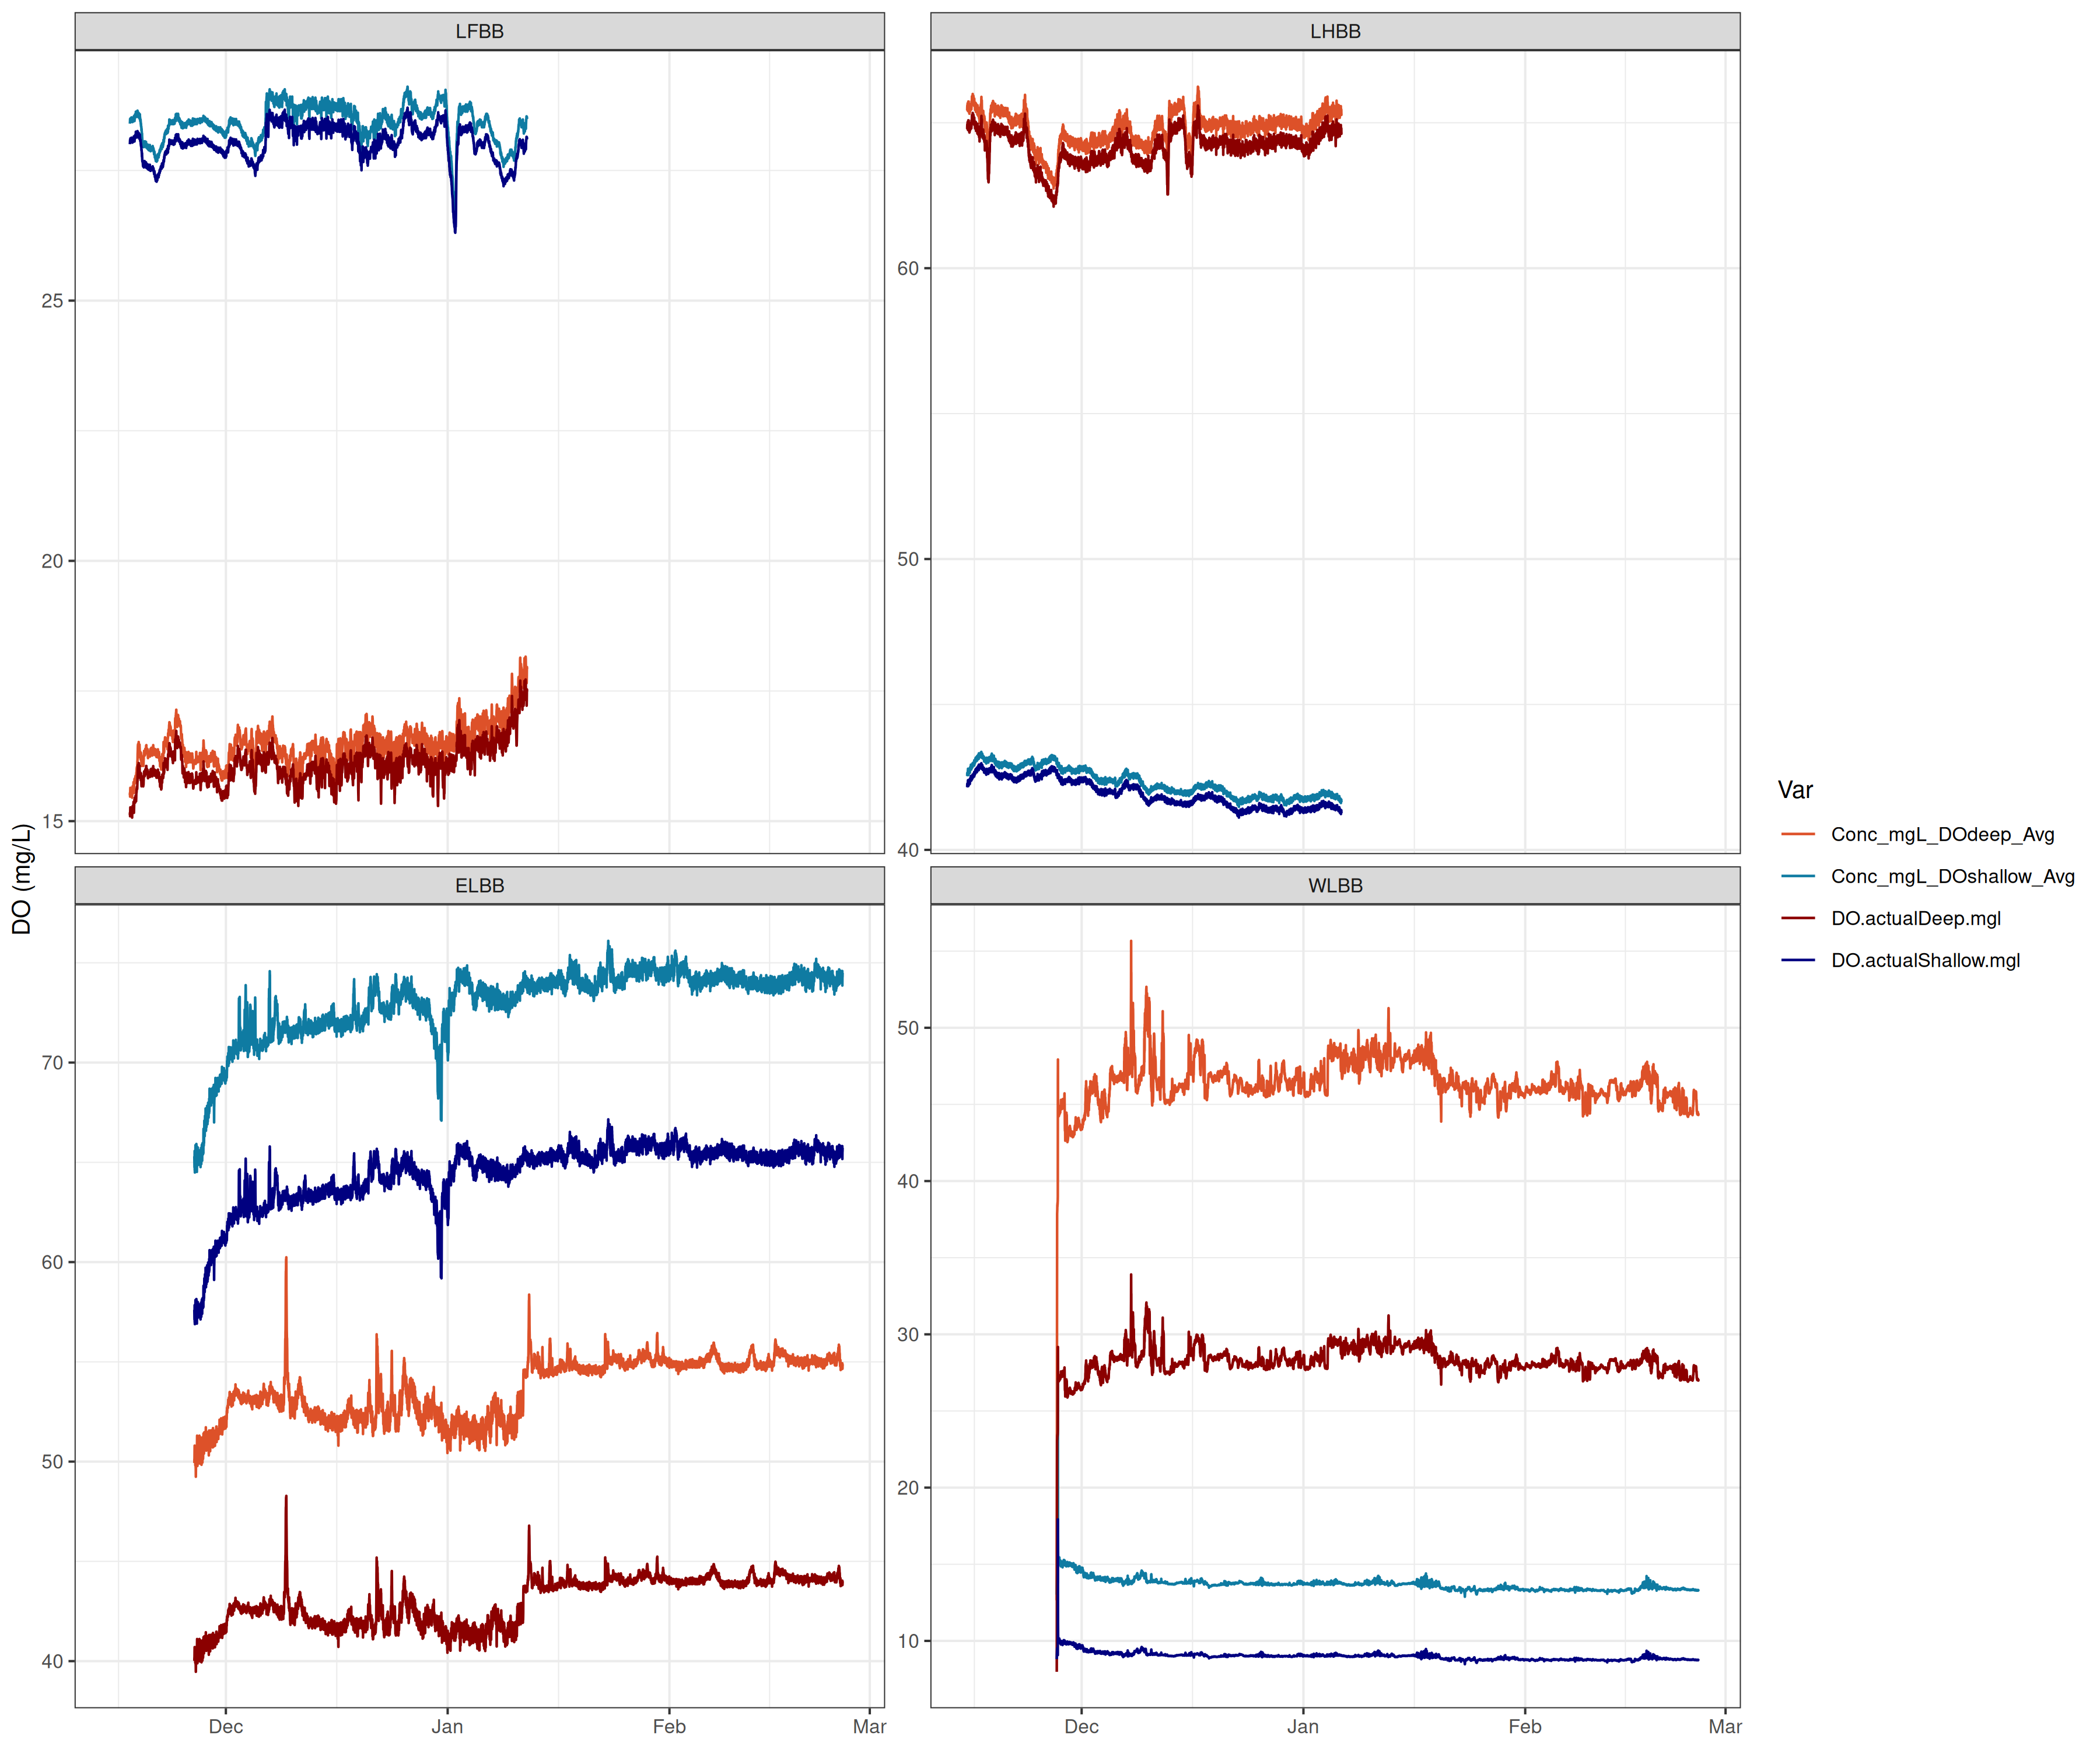 LFBB
LHBB
25
20
15
60
50
40
DO (mg/L)
ELBB
WLBB
70
60
50
40
50
40
30
20
10
Dec
Jan
Feb
Mar
Dec
Jan
Feb
Mar
Var
Conc_mgL_DOdeep_Avg
Conc_mgL_DOshallow_Avg
DO.actualDeep.mgl
DO.actualShallow.mgl